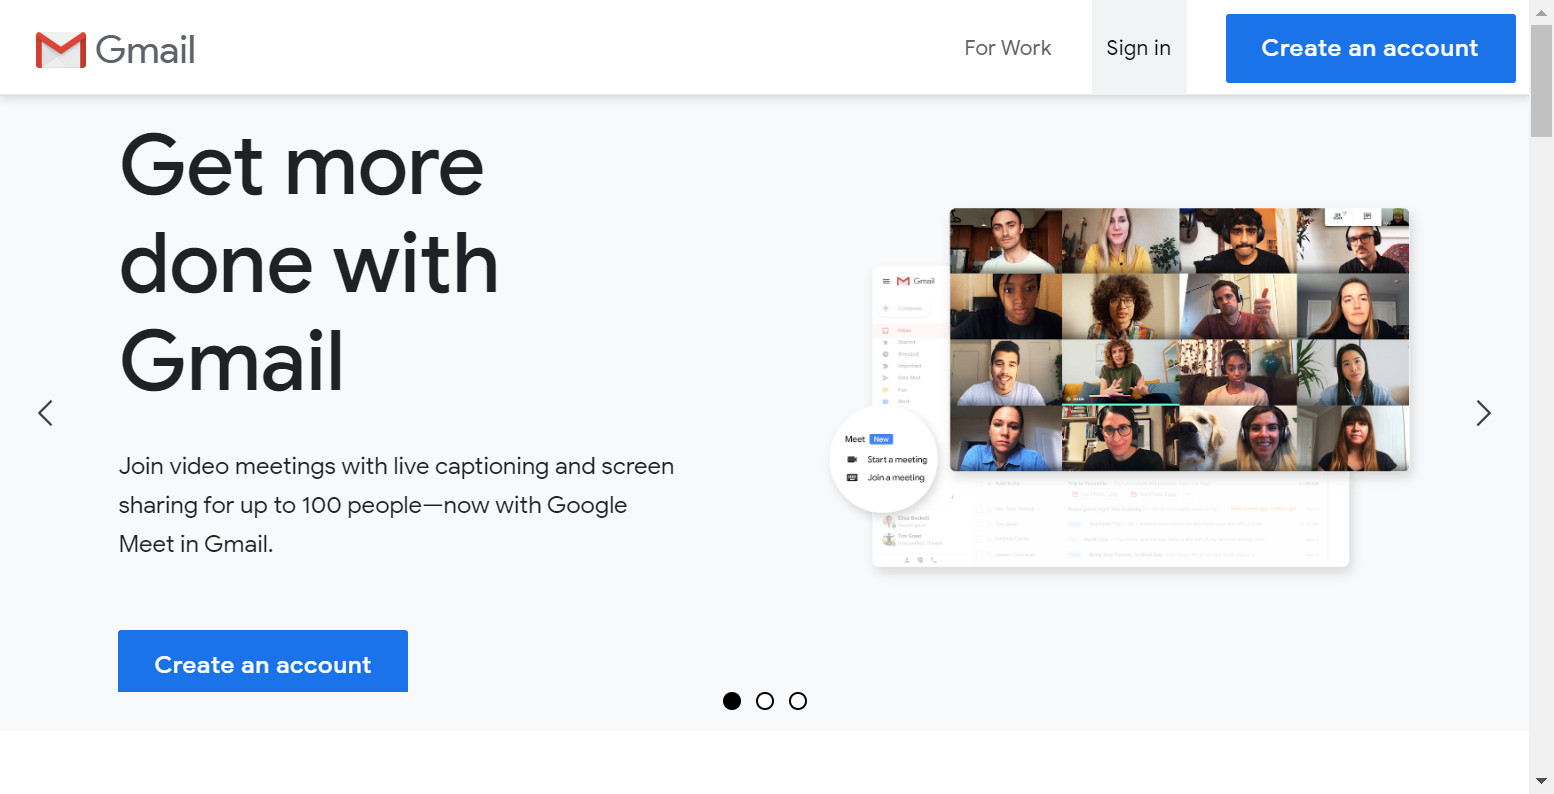 Gmail
For Work
Sign in
Create an account
Get more
done with
Gmail
Join video meetings with live captioning and screen
sharing for up to 100 people—now with Google
Meet in Gmail.
Create an account
Gmail
Compose
Inbox
Starred
Snoozed
Important
Sent Mail
Fun
Work
Meet New
Start a meeting
Join a meeting
Elisa Beckett
Tim Greer